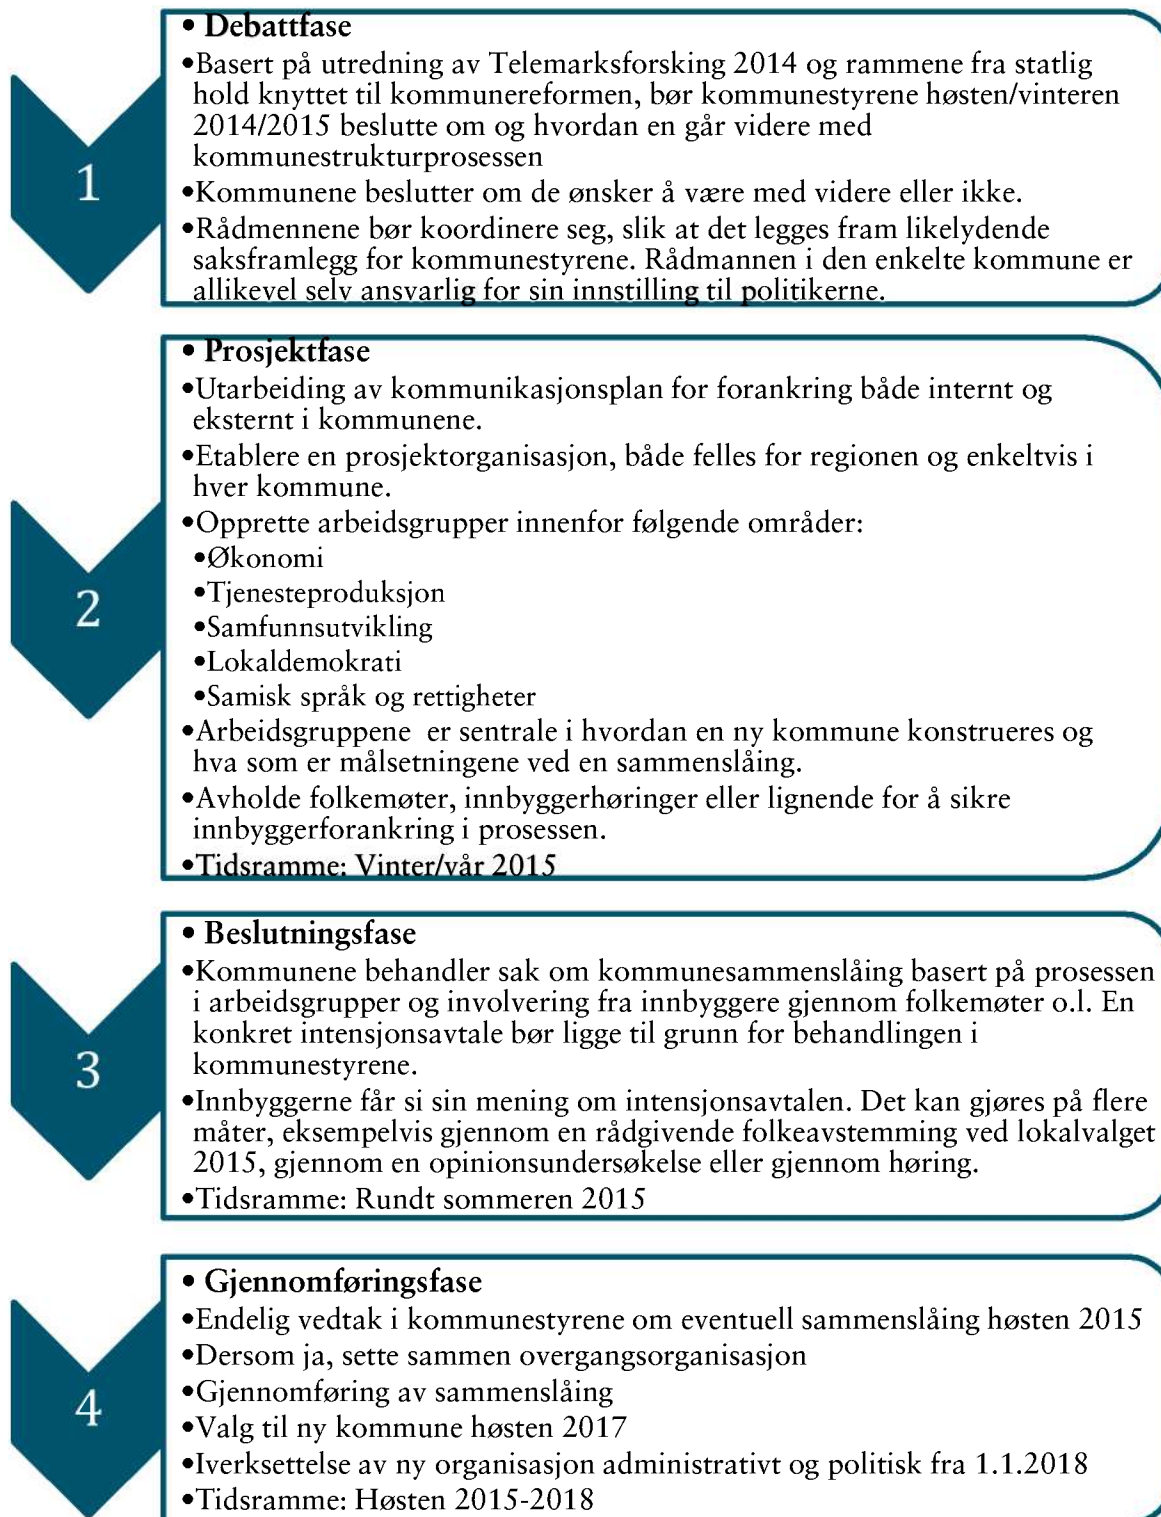 1
• Debattfase
•Basert på utredning av Telemarksforsking 2014 og rammene fra statlig
hold knyttet til kommunereformen, bør kommunestyrene høsten/vinteren
2014/2015 beslutte om og hvordan en går videre med
kommunestrukturprosessen
•Kommunene beslutter om de ønsker å være med videre eller ikke.
•Rådmennene bør koordinere seg, slik at det legges fram likelydende
saksframlegg for kommunestyrene. Rådmannen i den enkelte kommune er
allikevel selv ansvarlig for sin innstilling til politikerne.
2
• Prosjektfase
•Utarbeiding av kommunikasjonsplan for forankring både internt og
eksternt i kommunene.
•Etablere en prosjektorganisasjon, både felles for regionen og enkeltvis i
hver kommune.
•Opprette arbeidsgrupper innenfor følgende områder:
•Økonomi
•Tjenesteproduksjon
•Samfunnsutvikling
•Lokaldemokrati
•Samisk språk og rettigheter
•Arbeidsgruppene er sentrale i hvordan en ny kommune konstrueres og
hva som er målsetningene ved en sammenslåing.
•Avholde folkemøter, innbyggerhøringer eller lignende for å sikre
innbyggerforankring i prosessen.
•Tidsramme: Vinter/vår 2015
3
• Beslutningsfase
•Kommunene behandler sak om kommunesammenslåing basert på prosessen
i arbeidsgrupper og involvering fra innbyggere gjennom folkemøter o.l. En
konkret intensjonsavtale bør ligge til grunn for behandlingen i
kommunestyrene.
•Innbyggerne får si sin mening om intensjonsavtalen. Det kan gjøres på flere
måter, eksempelvis gjennom en rådgivende folkeavstemming ved lokalvalget
2015, gjennom en opinionsundersøkelse eller gjennom høring.
•Tidsramme: Rundt sommeren 2015
4
• Gjennomføringsfase
•Endelig vedtak i kommunestyrene om eventuell sammenslåing høsten 2015
•Dersom ja, sette sammen overgangsorganisasjon
•Gjennomføring av sammenslåing
•Valg til ny kommune høsten 2017
•Iverksettelse av ny organisasjon administrativt og politisk fra 1.1.2018
•Tidsramme: Høsten 2015-2018